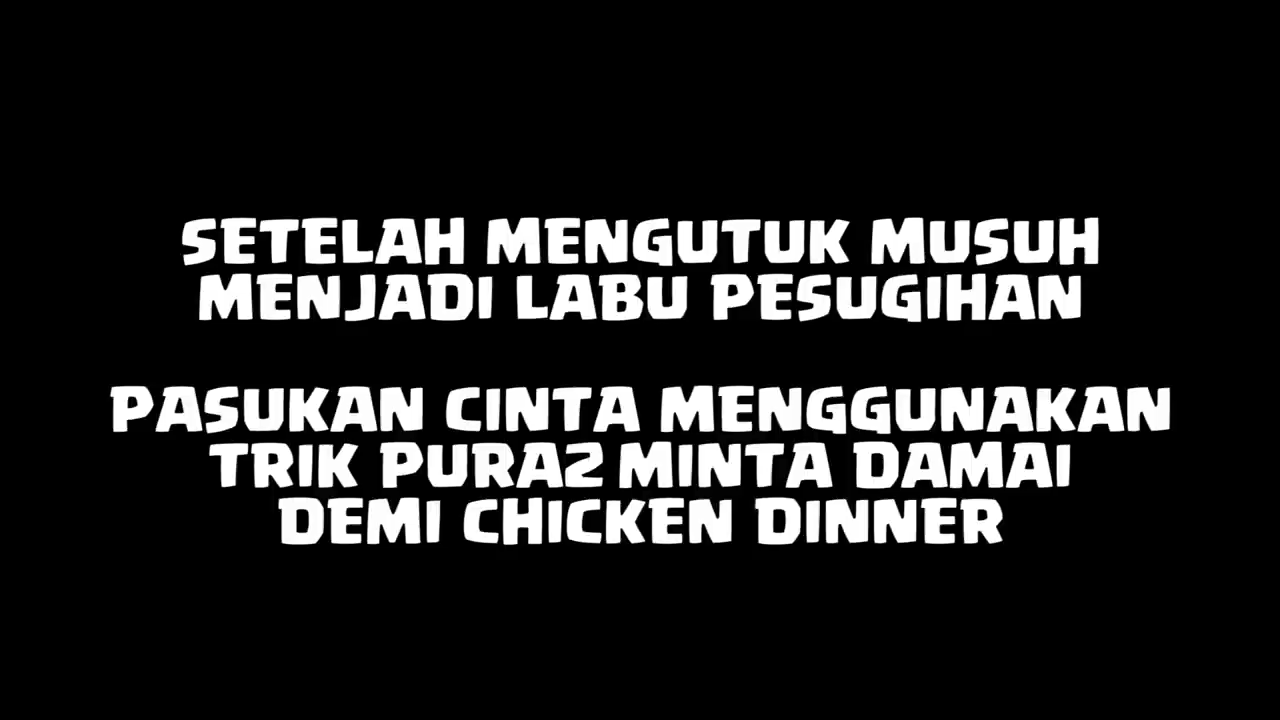 SETELAH MENGUTUK MUSUH
MENJADI LABU PESUGIHAN
PASUKAN CINTA MENGGUNAKAN
TRIK PURA2 MINTA DAMAI
DEMI CHICKEN DINNER